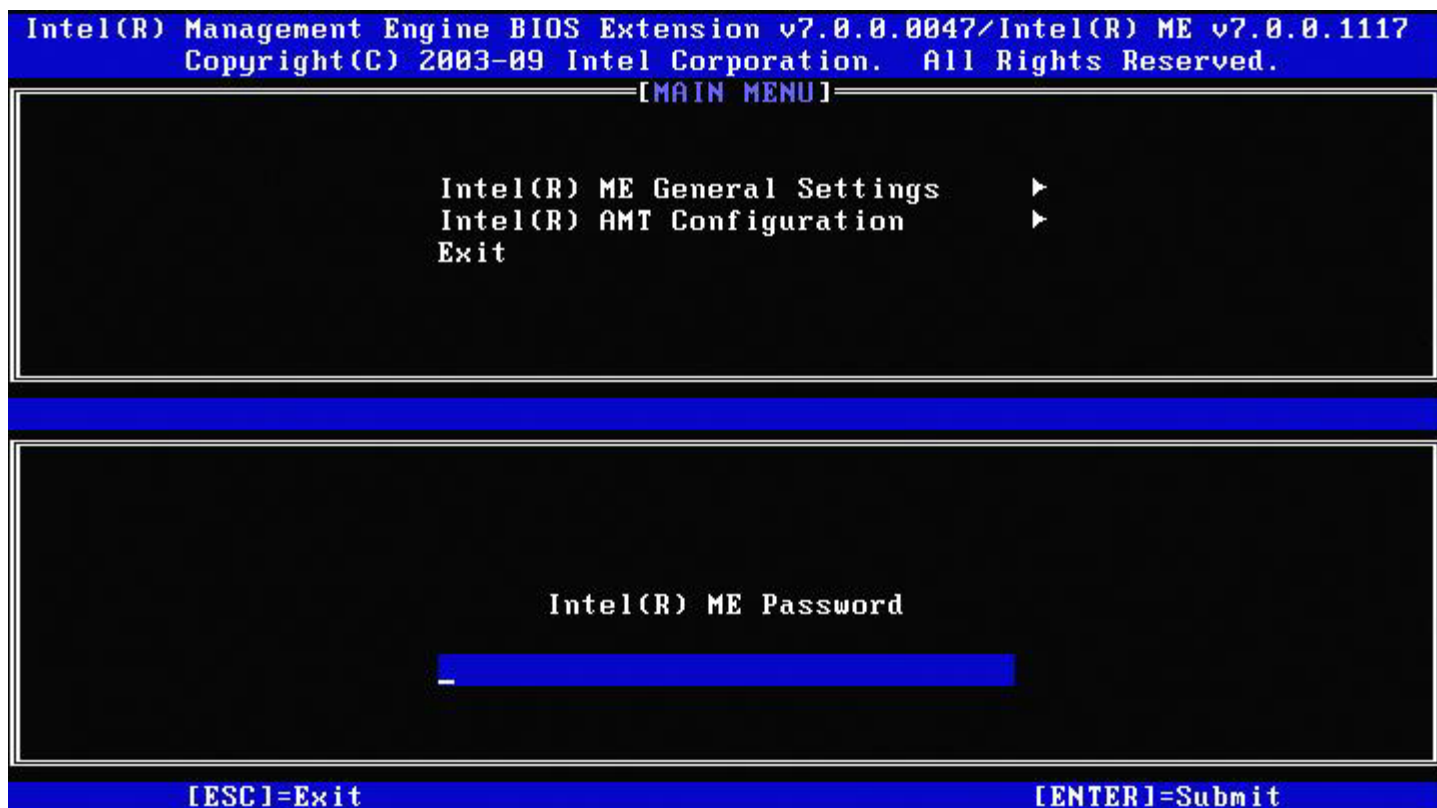 Intel(R) Management Engine BIOS Extension v7.0.0.0047/Intel(R) ME v7.0.0.1117
Copyright(C) 2003-09 Intel Corporation. All Rights Reserved.
[MAIN MENU]
Intel(R) ME General Settings ►
Intel(R) AMT Configuration ►
Exit
Intel(R) ME Password
[ESC]=Exit [ENTER]=Submit